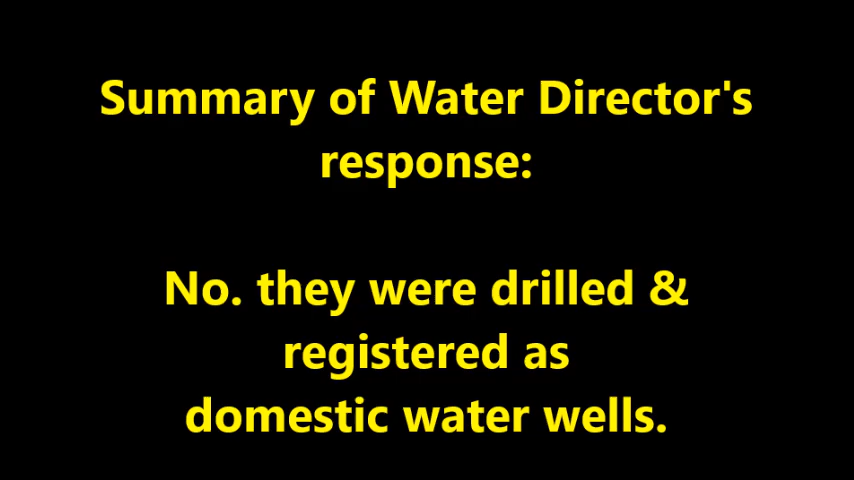 Summary of Water Director's
response:
No. they were drilled &
registered as
domestic water wells.